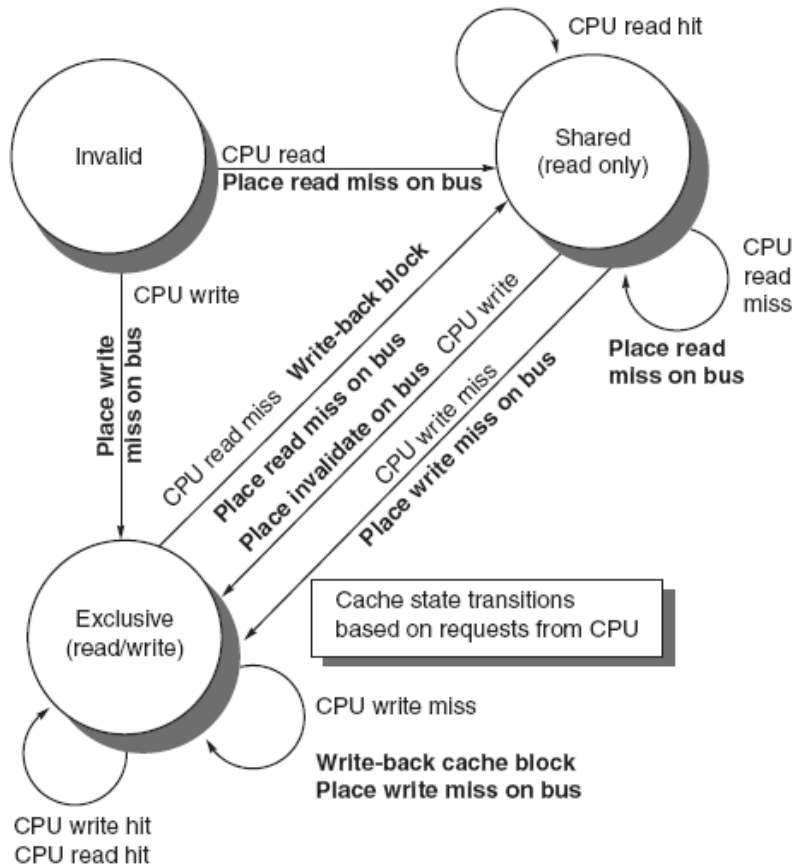 CPU read hit
Invalid
Shared
(read only)
CPU read
Place read miss on bus
CPU
read
miss
Place read
miss on bus
CPU write
Place write
miss on bus
CPU read miss
Write-back block
Place read miss on bus
Place invalidate on bus
CPU write
CPU write miss
Place write miss on bus
Cache state transitions
based on requests from CPU
Exclusive
(read/write)
CPU write miss
Write-back cache block
Place write miss on bus
CPU write hit
CPU read hit